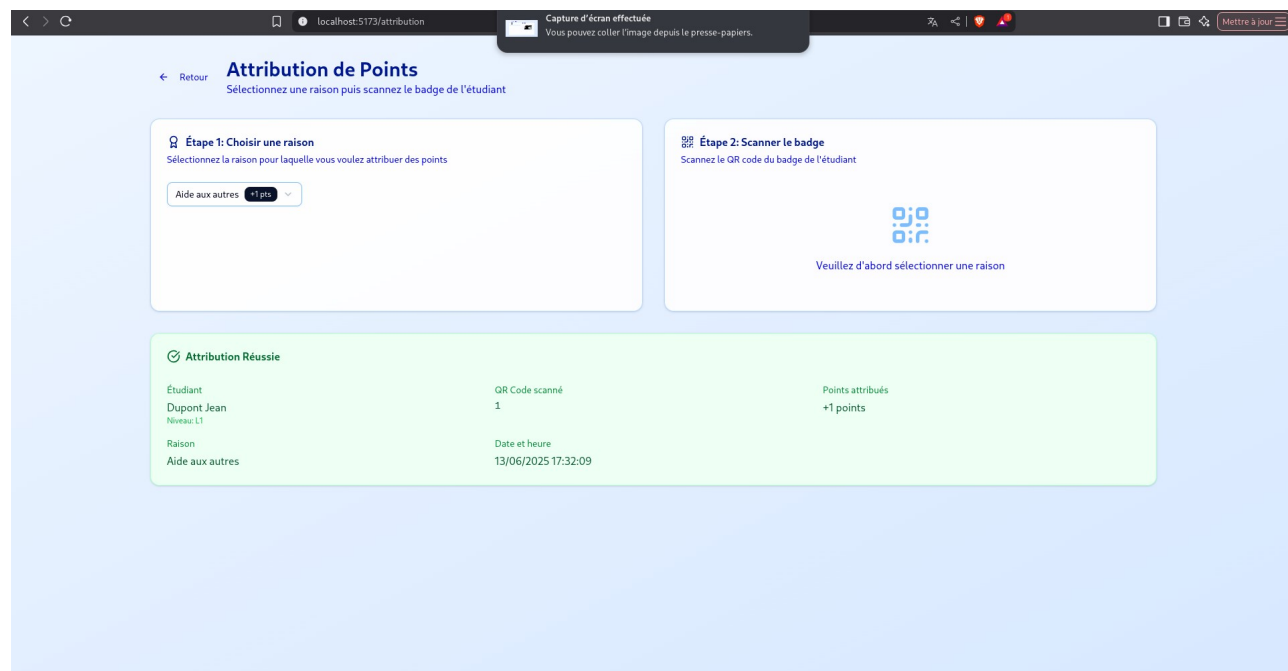 localhost:5173/attribution
Capture d'écran effectuée
Vous pouvez coller l'image depuis le presse-papiers.
Mettre à jour
Retour
Attribution de Points
Sélectionnez une raison puis scannez le badge de l'étudiant
Étape 1: Choisir une raison
Sélectionnez la raison pour laquelle vous voulez attribuer des points
Aide aux autres +1 pts
Étape 2: Scanner le badge
Scannez le QR code du badge de l'étudiant
Veuillez d'abord sélectionner une raison
Attribution Réussie
Étudiant
Dupont Jean
Niveau: L1
QR Code scanné
1
Points attribués
+1 points
Raison
Aide aux autres
Date et heure
13/06/2025 17:32:09